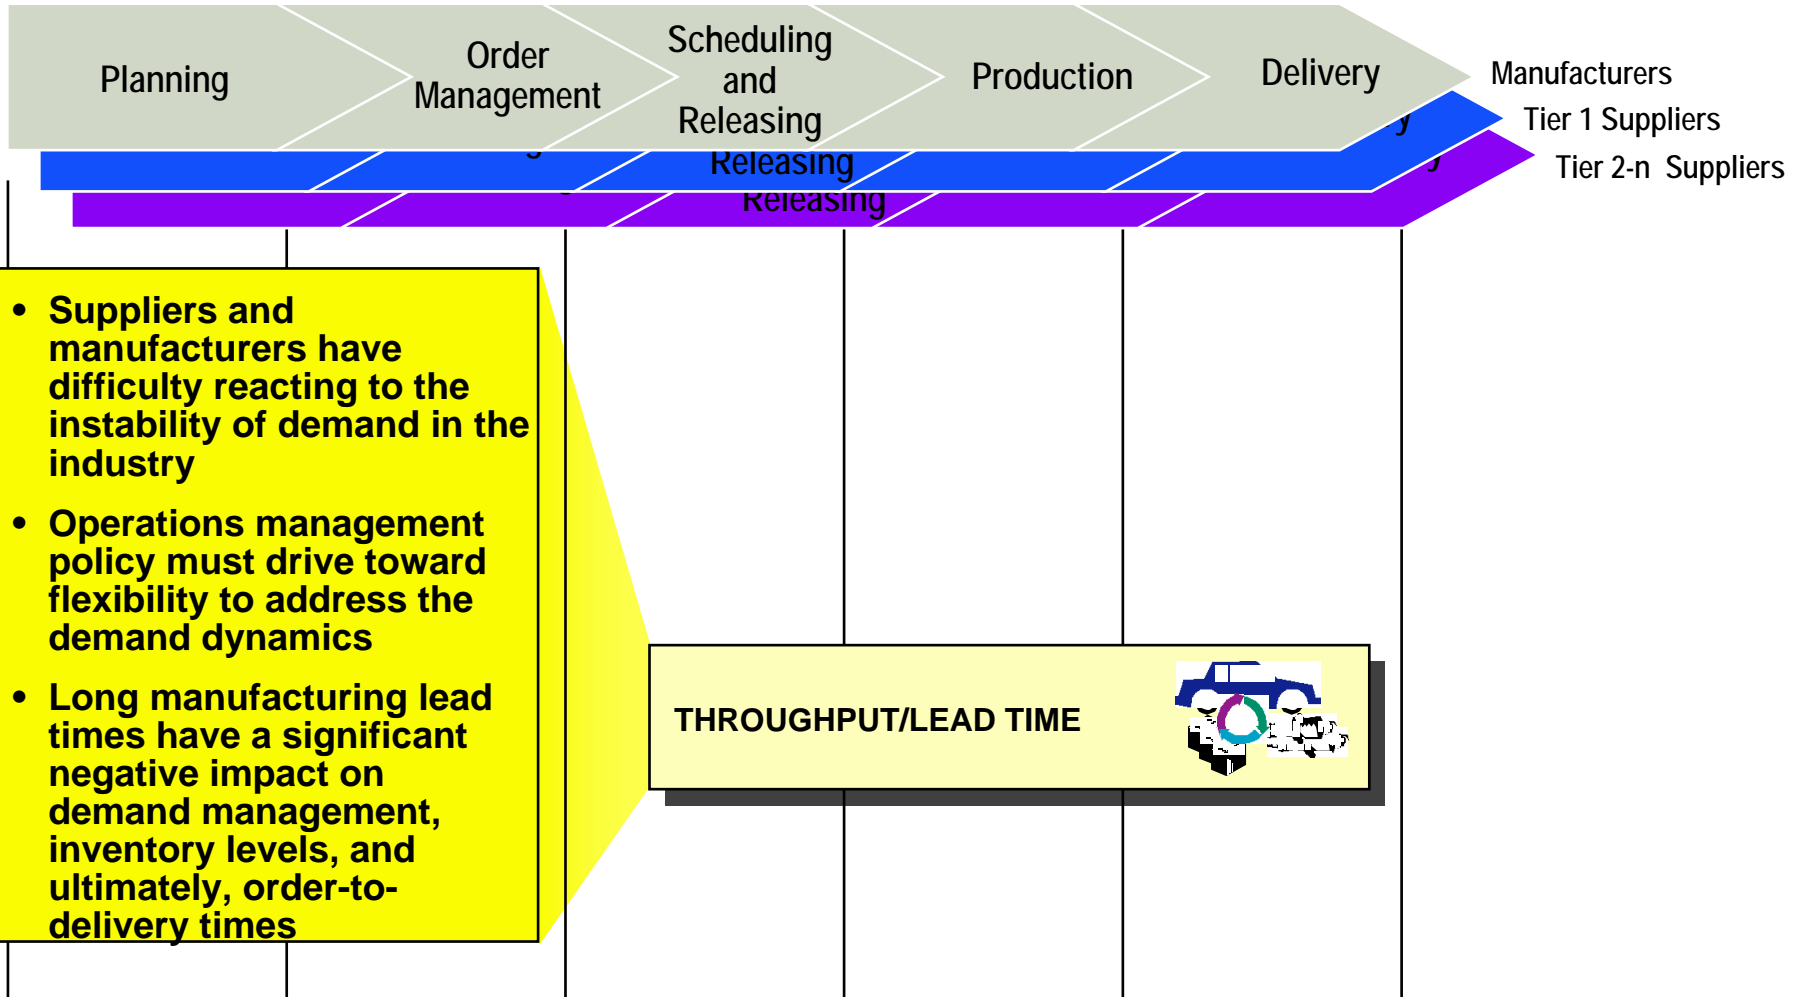 Planning
Order
Management
Scheduling
and
Releasing
Production
Delivery
Manufacturers
Tier 1 Suppliers
Releasing
Tier 2-n Suppliers
Releasing
• Suppliers and
manufacturers have
difficulty reacting to the
instability of demand in the
industry
• Operations management
policy must drive toward
flexibility to address the
demand dynamics
• Long manufacturing lead
times have a significant
negative impact on
demand management,
inventory levels, and
ultimately, order-to-
delivery times
THROUGHPUT/LEAD TIME